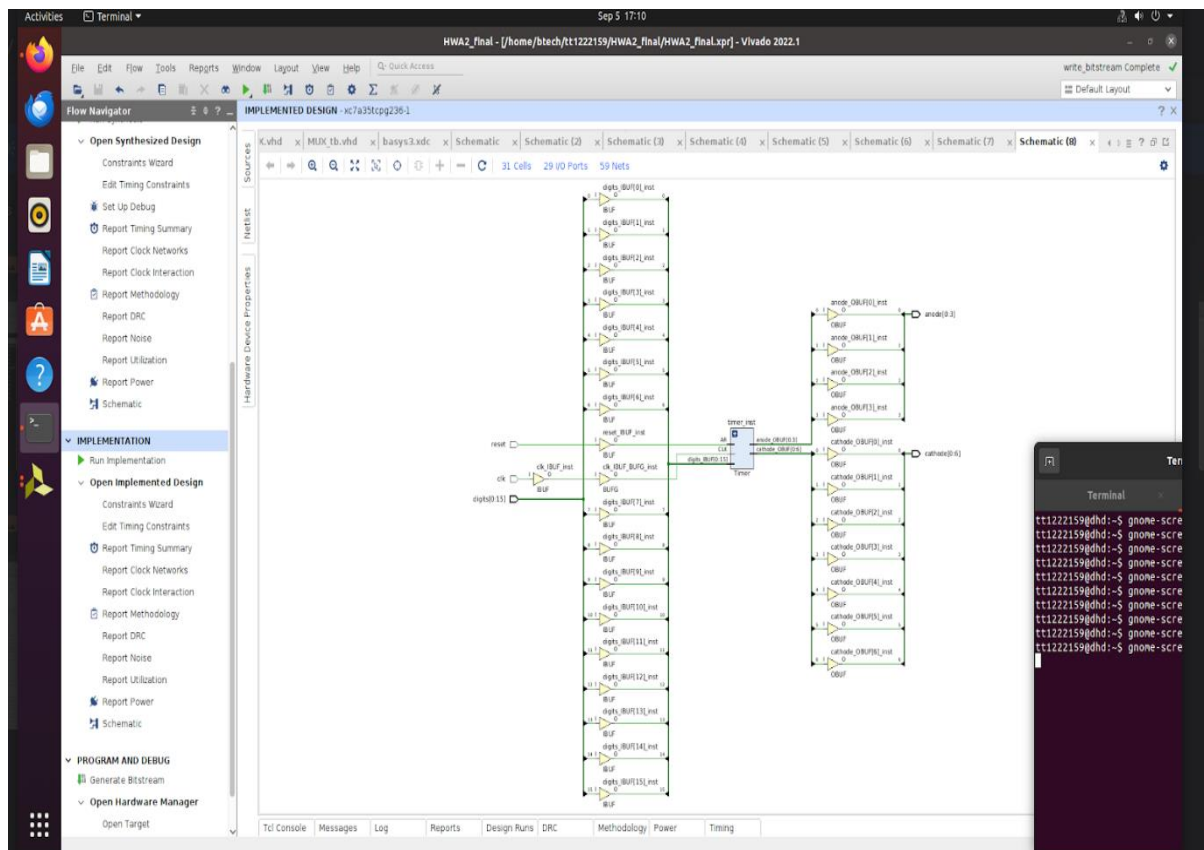 Activities Terminal Sep 5 17:10
HWA2_final - [/home/btech/tt1222159/HWA2_final/HWA2_final.xpr] - Vivado 2022.1
File Edit Flow Tools Reports Window Layout View Help Quick Access write_bitstream Complete
Default Layout
Flow Navigator
IMPLEMENTED DESIGN - xc7a35tcpg236-1
Open Synthesized Design
Constraints Wizard
Edit Timing Constraints
Set Up Debug
Report Timing Summary
Report Clock Networks
Report Clock Interaction
Report Methodology
Report DRC
Report Noise
Report Utilization
Report Power
Schematic
IMPLEMENTATION
Run Implementation
Open Implemented Design
Constraints Wizard
Edit Timing Constraints
Report Timing Summary
Report Clock Networks
Report Clock Interaction
Report Methodology
Report DRC
Report Noise
Report Utilization
Report Power
Schematic
PROGRAM AND DEBUG
Generate Bitstream
Open Hardware Manager
Open Target
Sources
Netlist
Hardware Device Properties
K.vhd MUX_tb.vhd basys3.xdc Schematic Schematic (2) Schematic (3) Schematic (4) Schematic (5) Schematic (6) Schematic (7) Schematic (8)
31 Cells 29 I/O Ports 59 Nets
digits_IBUF[0]_inst
IBUF
digits_IBUF[1]_inst
IBUF
digits_IBUF[2]_inst
IBUF
digits_IBUF[3]_inst
IBUF
digits_IBUF[4]_inst
IBUF
digits_IBUF[5]_inst
IBUF
digits_IBUF[6]_inst
IBUF
reset_IBUF_inst
IBUF
clk_IBUF_BUFG_inst
BUFG
digits_IBUF[7]_inst
IBUF
digits_IBUF[8]_inst
IBUF
digits_IBUF[9]_inst
IBUF
digits_IBUF[10]_inst
IBUF
digits_IBUF[11]_inst
IBUF
digits_IBUF[12]_inst
IBUF
digits_IBUF[13]_inst
IBUF
digits_IBUF[14]_inst
IBUF
digits_IBUF[15]_inst
IBUF
reset
clk
clk_IBUF_inst
IBUF
digits[0:15]
timer_inst
AR
CLK
digits_IBUF[0:15]
anode_OBUF[0:3]
cathode_OBUF[0:6]
Timer
anode_OBUF[0]_inst
OBUF
anode_OBUF[1]_inst
OBUF
anode_OBUF[2]_inst
OBUF
anode_OBUF[3]_inst
OBUF
cathode_OBUF[0]_inst
OBUF
cathode_OBUF[1]_inst
OBUF
cathode_OBUF[2]_inst
OBUF
cathode_OBUF[3]_inst
OBUF
cathode_OBUF[4]_inst
OBUF
cathode_OBUF[5]_inst
OBUF
cathode_OBUF[6]_inst
OBUF
anode[0:3]
cathode[0:6]
Tcl Console Messages Log Reports Design Runs DRC Methodology Power Timing
Ter
Terminal
tt1222159@dhd:~$ gnome-scre
tt1222159@dhd:~$ gnome-scre
tt1222159@dhd:~$ gnome-scre
tt1222159@dhd:~$ gnome-scre
tt1222159@dhd:~$ gnome-scre
tt1222159@dhd:~$ gnome-scre
tt1222159@dhd:~$ gnome-scre
tt1222159@dhd:~$ gnome-scre
tt1222159@dhd:~$ gnome-scre
tt1222159@dhd:~$ gnome-scre